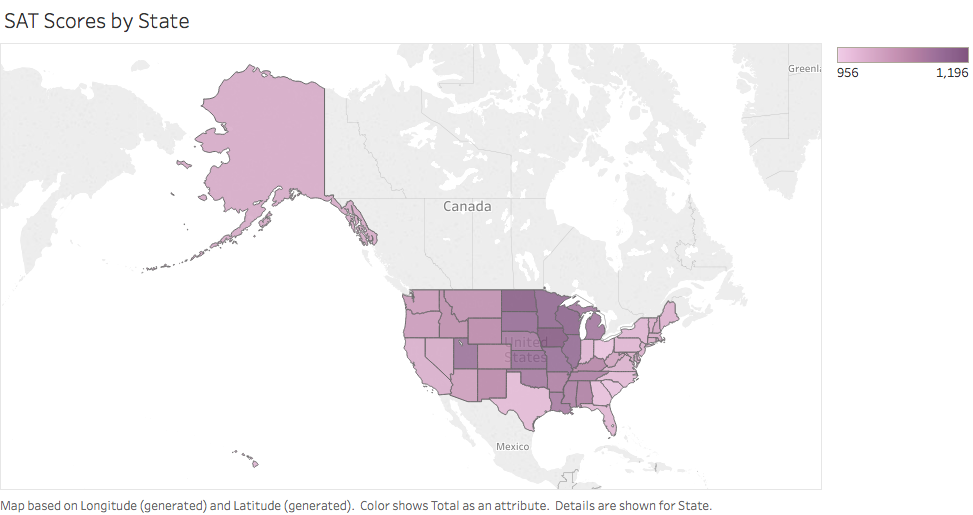 SAT Scores by State
956
1,196
Greenla
Canada
United
States
Mexico
Map based on Longitude (generated) and Latitude (generated). Color shows Total as an attribute. Details are shown for State.